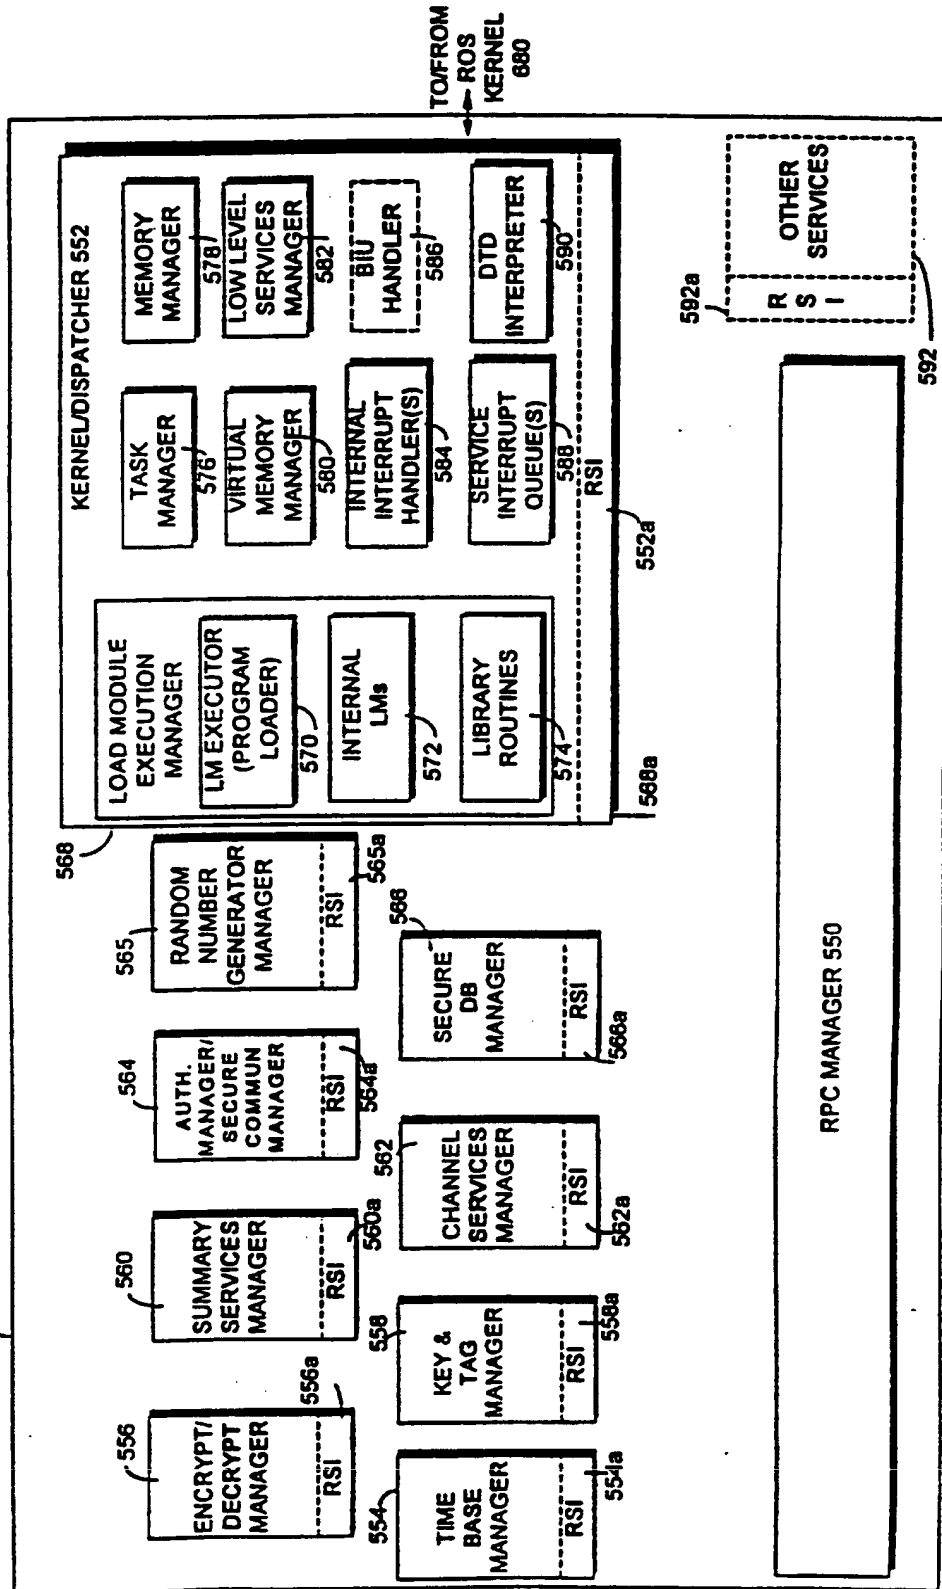 TO/FROM
ROS
KERNEL
680
KERNEL/DISPATCHER 552
568
LOAD MODULE
EXECUTION
MANAGER
LM EXECUTOR
(PROGRAM
LOADER)
570
INTERNAL
LMs
572
LIBRARY
ROUTINES
574
568a
TASK
MANAGER
576
MEMORY
MANAGER
578
VIRTUAL
MEMORY
MANAGER
580
LOW LEVEL
SERVICES
MANAGER
582
INTERNAL
INTERRUPT
HANDLER(S)
584
BIU
HANDLER
586
SERVICE
INTERRUPT
QUEUE(S)
588
DTD
INTERPRETER
590
RSI
552a
556
ENCRYPT/
DECRYPT
MANAGER
RSI
556a
560
SUMMARY
SERVICES
MANAGER
RSI
560a
564
AUTH.
MANAGER/
SECURE
COMMUN
MANAGER
RSI
564a
565
RANDOM
NUMBER
GENERATOR
MANAGER
RSI
565a
554
TIME
BASE
MANAGER
RSI
554a
558
KEY &
TAG
MANAGER
RSI
558a
562
CHANNEL
SERVICES
MANAGER
RSI
562a
566
SECURE
DB
MANAGER
RSI
566a
592a
RSI
OTHER
SERVICES
592
RPC MANAGER 550